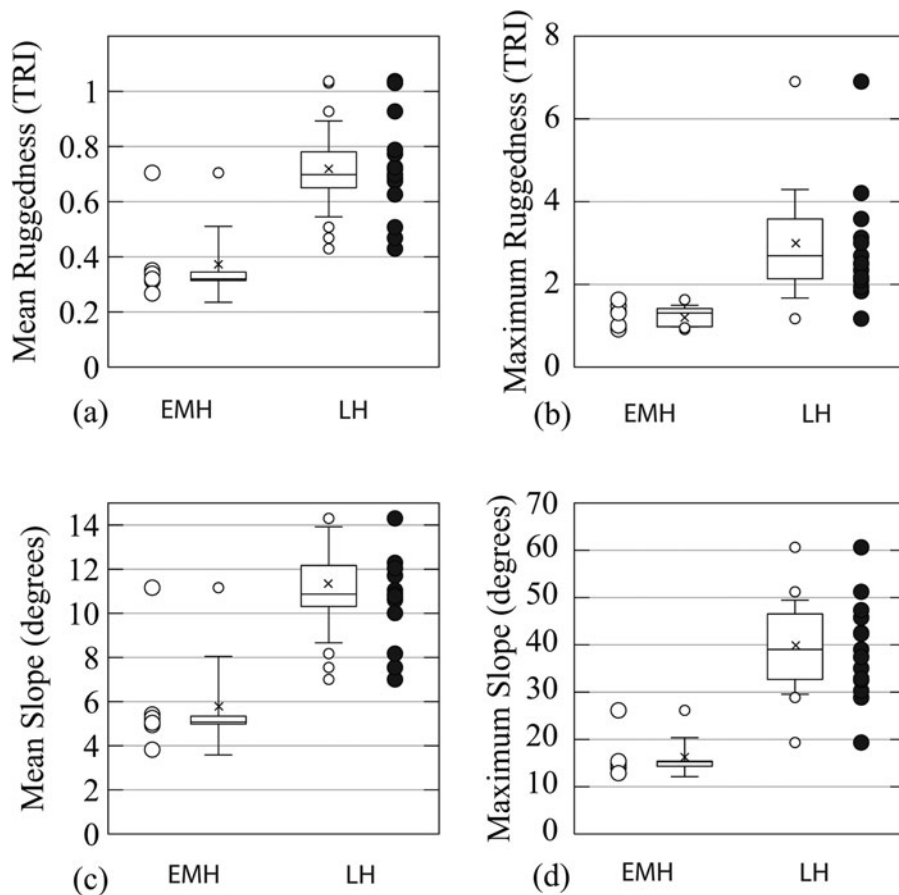 Mean Ruggedness (TRI)
1
0.8
0.6
0.4
0.2
0
EMH
LH
(a)
Maximum Ruggedness (TRI)
8
6
4
2
0
EMH
LH
(b)
Mean Slope (degrees)
14
12
10
8
6
4
2
0
EMH
LH
(c)
Maximum Slope (degrees)
70
60
50
40
30
20
10
0
EMH
LH
(d)